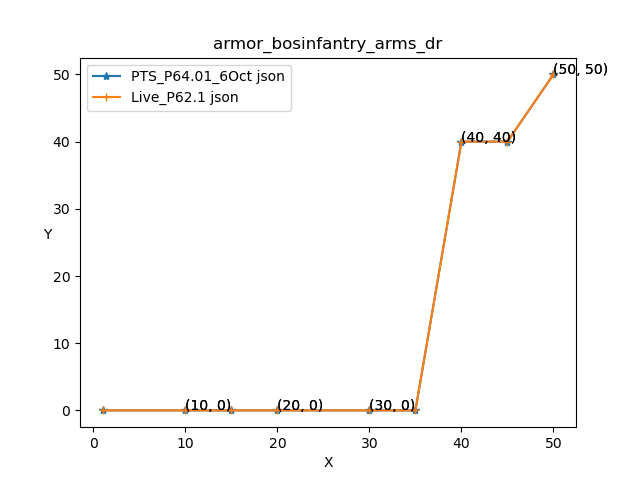 armor_bosinfantry_arms_dr
PTS_P64.01_6Oct json
Live_P62.1 json
(50, 50)
(40, 40)
(10, 0) (20, 0) (30, 0)
50
40
30
20
10
0
Y
0 10 20 30 40 50
X